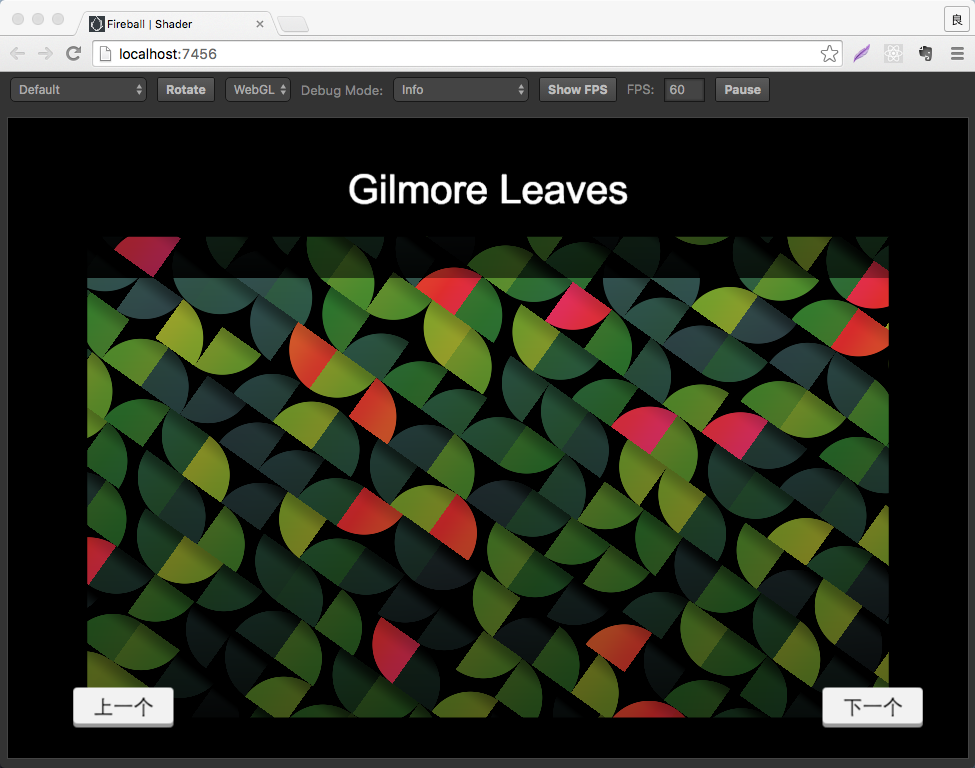 Fireball | Shader
良
localhost:7456
Default Rotate WebGL Debug Mode: Info Show FPS FPS: 60 Pause
Gilmore Leaves
上一个 下一个